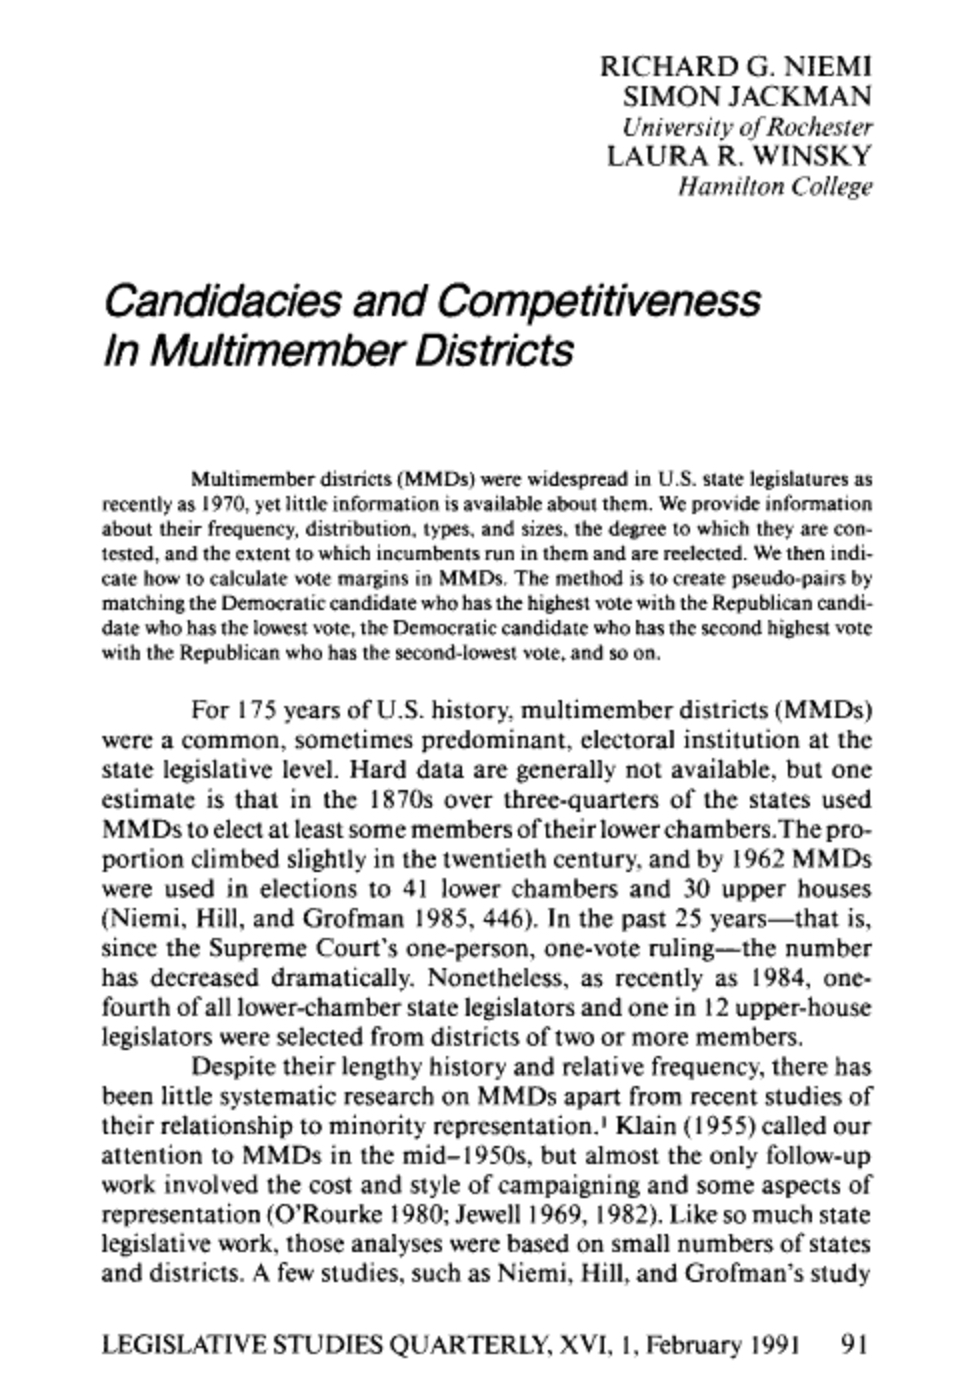 RICHARD G. NIEMI
SIMON JACKMAN
University of Rochester
LAURA R. WINSKY
Hamilton College
Candidacies and Competitiveness
In Multimember Districts
Multimember districts (MMDs) were widespread in U.S. state legislatures as
recently as 1970, yet little information is available about them. We provide information
about their frequency, distribution, types, and sizes, the degree to which they are con-
tested, and the extent to which incumbents run in them and are reelected. We then indi-
cate how to calculate vote margins in MMDs. The method is to create pseudo-pairs by
matching the Democratic candidate who has the highest vote with the Republican candi-
date who has the lowest vote, the Democratic candidate who has the second highest vote
with the Republican who has the second-lowest vote, and so on.
For 175 years of U.S. history, multimember districts (MMDs)
were a common, sometimes predominant, electoral institution at the
state legislative level. Hard data are generally not available, but one
estimate is that in the 1870s over three-quarters of the states used
MMDs to elect at least some members of their lower chambers.The pro-
portion climbed slightly in the twentieth century, and by 1962 MMDs
were used in elections to 41 lower chambers and 30 upper houses
(Niemi, Hill, and Grofman 1985, 446). In the past 25 years—that is,
since the Supreme Court's one-person, one-vote ruling—the number
has decreased dramatically. Nonetheless, as recently as 1984, one-
fourth of all lower-chamber state legislators and one in 12 upper-house
legislators were selected from districts of two or more members.
Despite their lengthy history and relative frequency, there has
been little systematic research on MMDs apart from recent studies of
their relationship to minority representation.¹ Klain (1955) called our
attention to MMDs in the mid–1950s, but almost the only follow-up
work involved the cost and style of campaigning and some aspects of
representation (O'Rourke 1980; Jewell 1969, 1982). Like so much state
legislative work, those analyses were based on small numbers of states
and districts. A few studies, such as Niemi, Hill, and Grofman's study
LEGISLATIVE STUDIES QUARTERLY, XVI, 1, February 1991 91